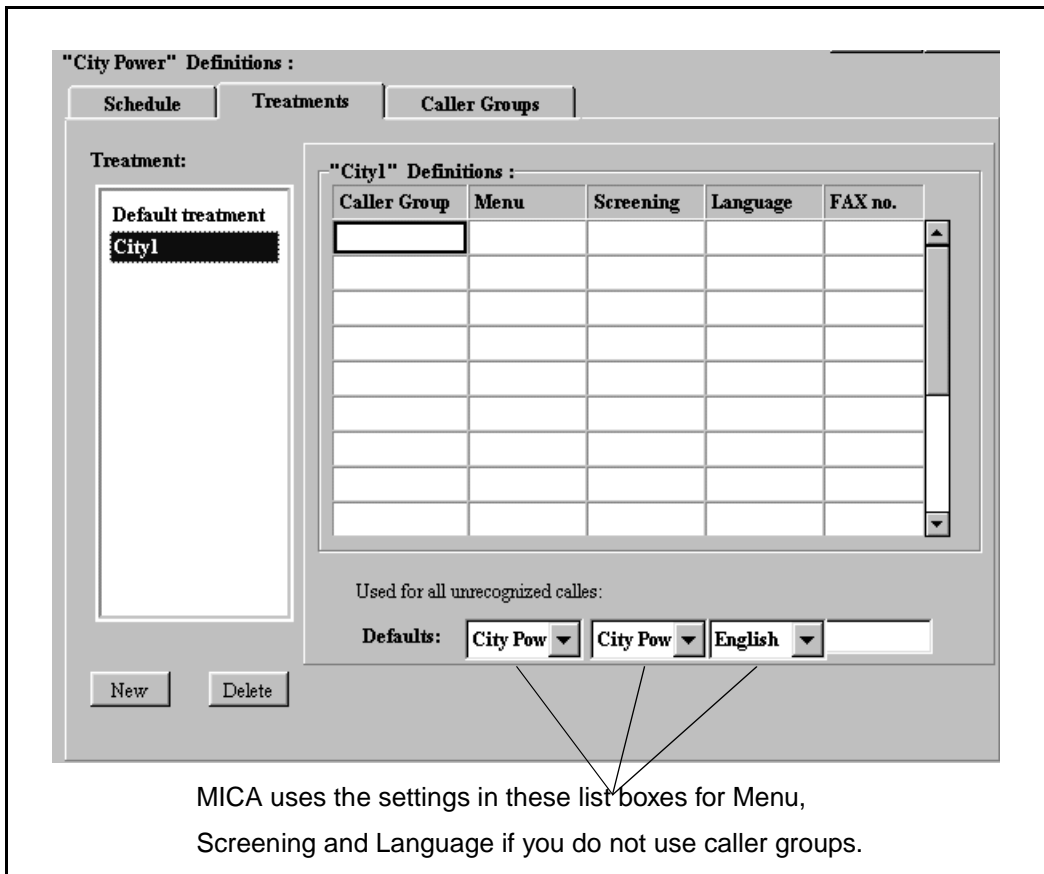 "City Power" Definitions :
Schedule Treatments Caller Groups
Treatment:
Default treatment
City1
"City1" Definitions :
Caller Group Menu Screening Language FAX no.
Used for all unrecognized calles:
Defaults: City Pow City Pow English
New Delete
MICA uses the settings in these list boxes for Menu,
Screening and Language if you do not use caller groups.